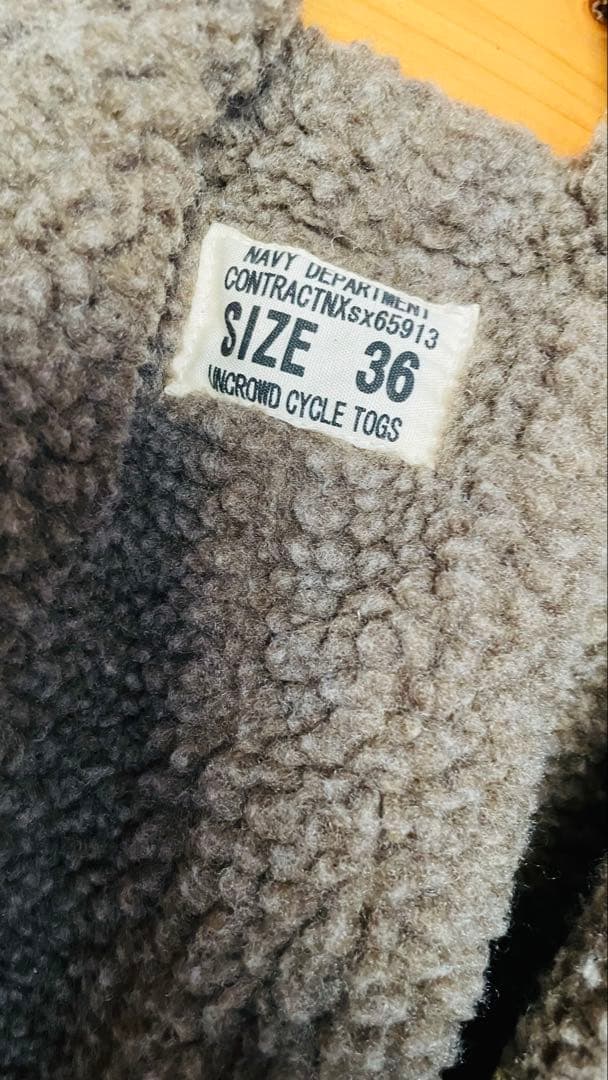 NAVY DEPARTMENT
CONTRACTNXsx65913
SIZE 36
UNCROWD CYCLE TOGS